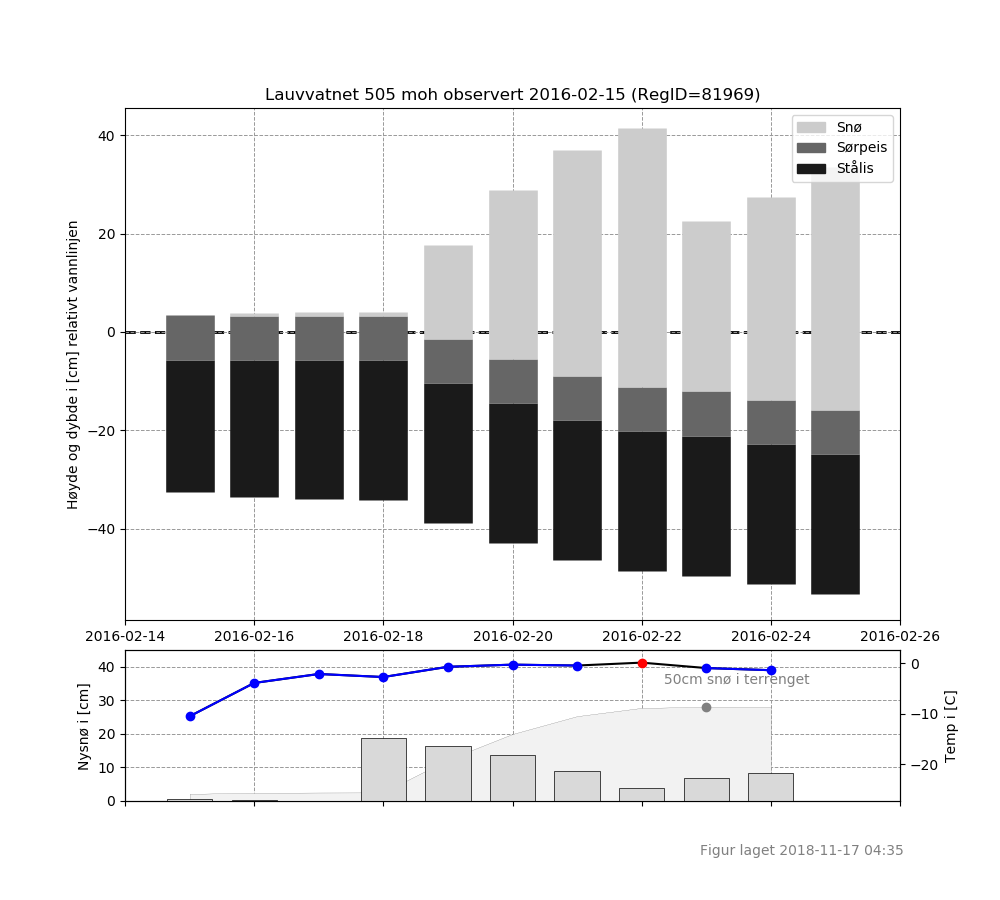 Lauvvatnet 505 moh observert 2016-02-15 (RegID=81969)
Høyde og dybde i [cm] relativt vannlinjen
40
20
0
−20
−40
Snø
Sørpeis
Stålis
2016-02-14 2016-02-16 2016-02-18 2016-02-20 2016-02-22 2016-02-24 2016-02-26
Nysnø i [cm]
40
30
20
10
0
50cm snø i terrenget
0
−10
−20
Temp i [C]
Figur laget 2018-11-17 04:35